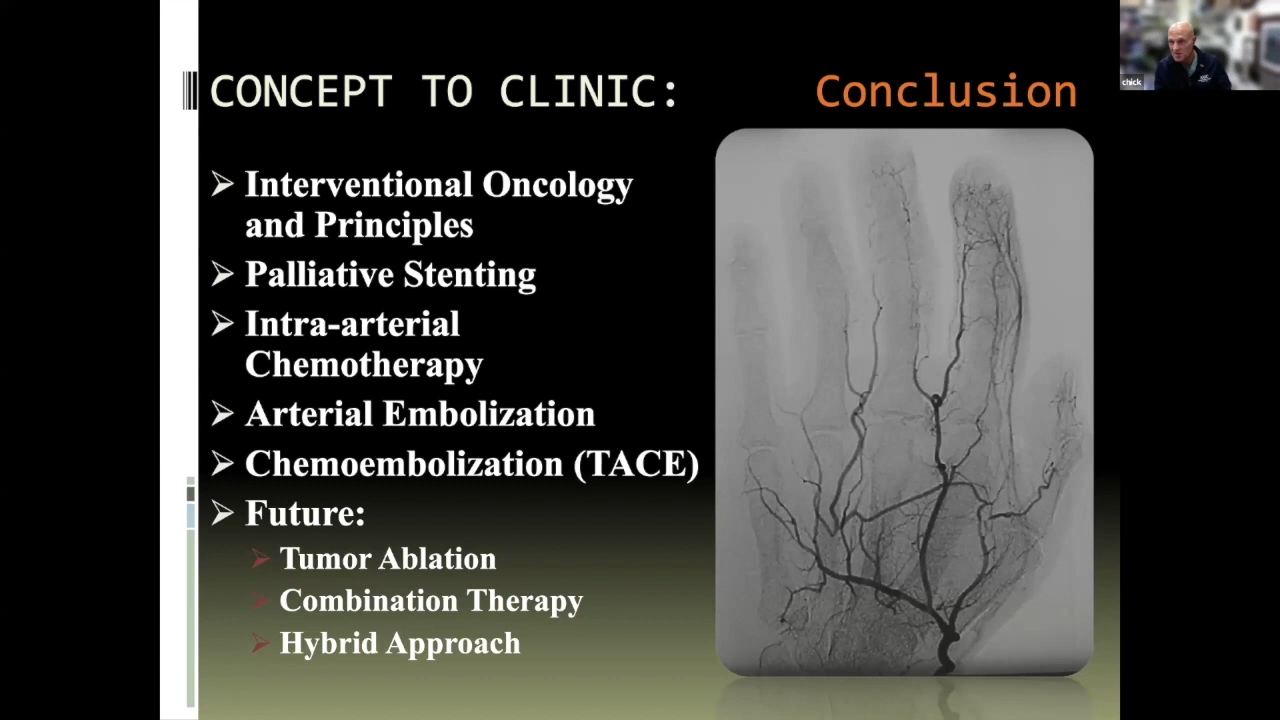 CONCEPT TO CLINIC: Conclusion
Interventional Oncology
and Principles
Palliative Stenting
Intra-arterial
Chemotherapy
Arterial Embolization
Chemoembolization (TACE)
Future:
Tumor Ablation
Combination Therapy
Hybrid Approach
chick